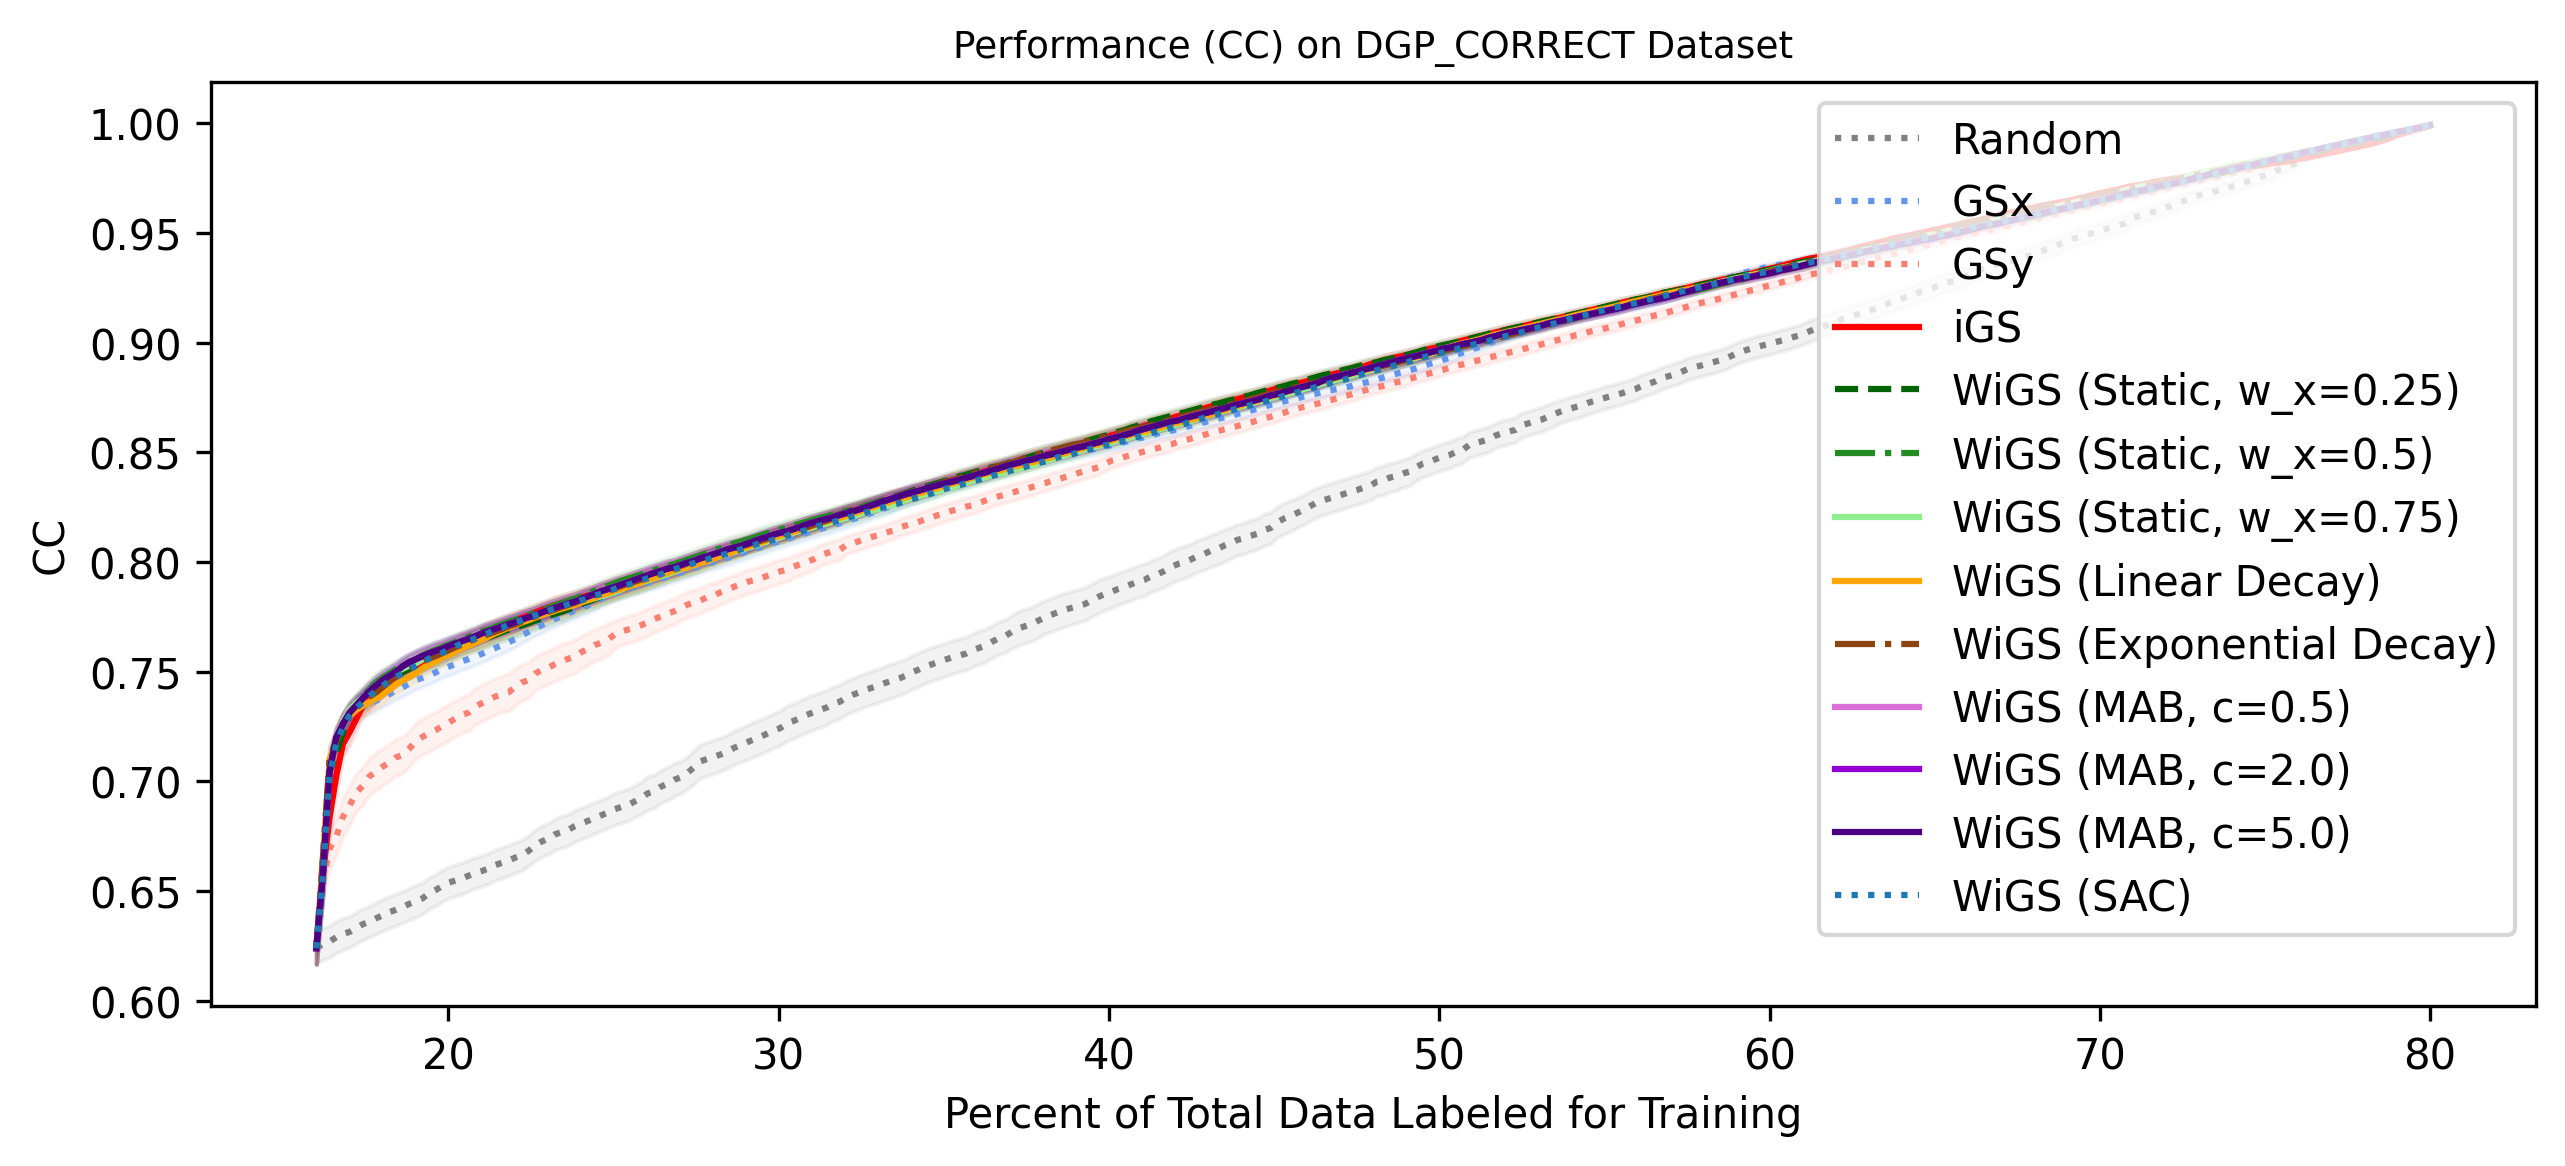 Performance (CC) on DGP_CORRECT Dataset
CC
1.00
0.95
0.90
0.85
0.80
0.75
0.70
0.65
0.60
Random
GSx
GSy
iGS
WiGS (Static, w_x=0.25)
WiGS (Static, w_x=0.5)
WiGS (Static, w_x=0.75)
WiGS (Linear Decay)
WiGS (Exponential Decay)
WiGS (MAB, c=0.5)
WiGS (MAB, c=2.0)
WiGS (MAB, c=5.0)
WiGS (SAC)
20 30 40 50 60 70 80
Percent of Total Data Labeled for Training